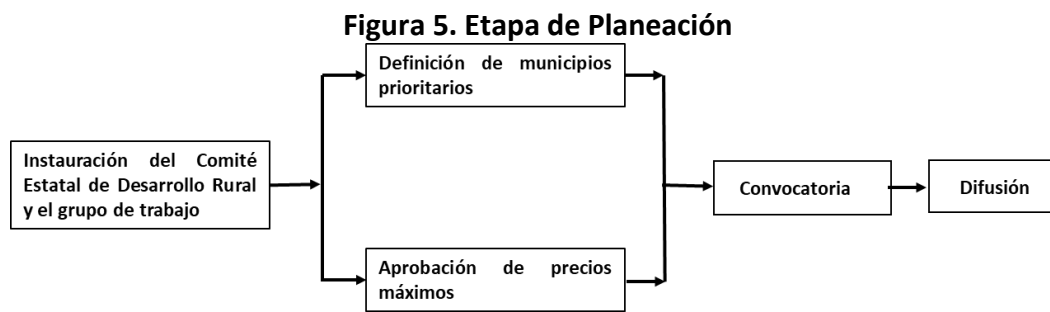 Figura 5. Etapa de Planeación
Definición de municipios
prioritarios
Instauración del Comité
Estatal de Desarrollo Rural
y el grupo de trabajo
Convocatoria
Difusión
Aprobación de precios
máximos